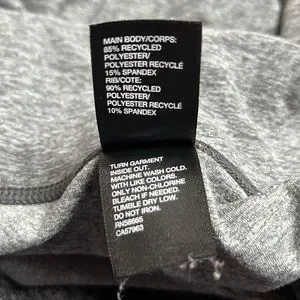 MAIN BODY/CORPS:
85% RECYCLED
POLYESTER/
POLYESTER RECYCLÉ
15% SPANDEX
RIB/COTE:
90% RECYCLED
POLYESTER/
POLYESTER RECYCLÉ
10% SPANDEX
TURN GARMENT
INSIDE OUT.
MACHINE WASH COLD.
WITH LIKE COLORS.
ONLY NON-CHLORINE
BLEACH IF NEEDED.
TUMBLE DRY LOW.
DO NOT IRON.
RN58665
CA57963